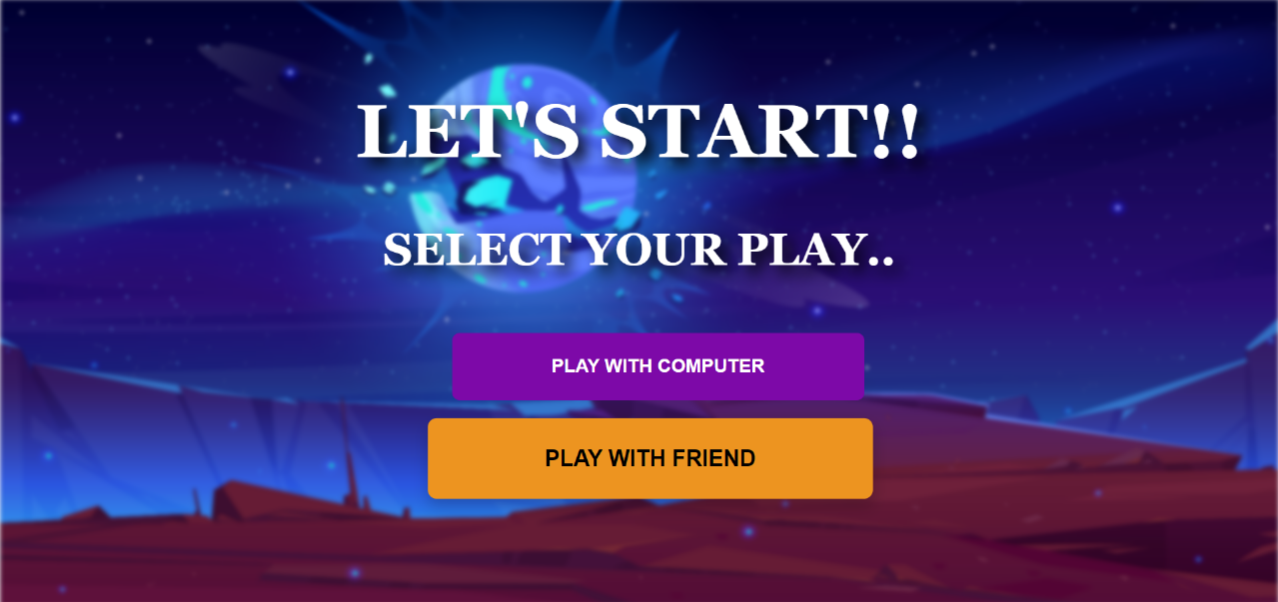 LET'S START!!
SELECT YOUR PLAY..
PLAY WITH COMPUTER
PLAY WITH FRIEND